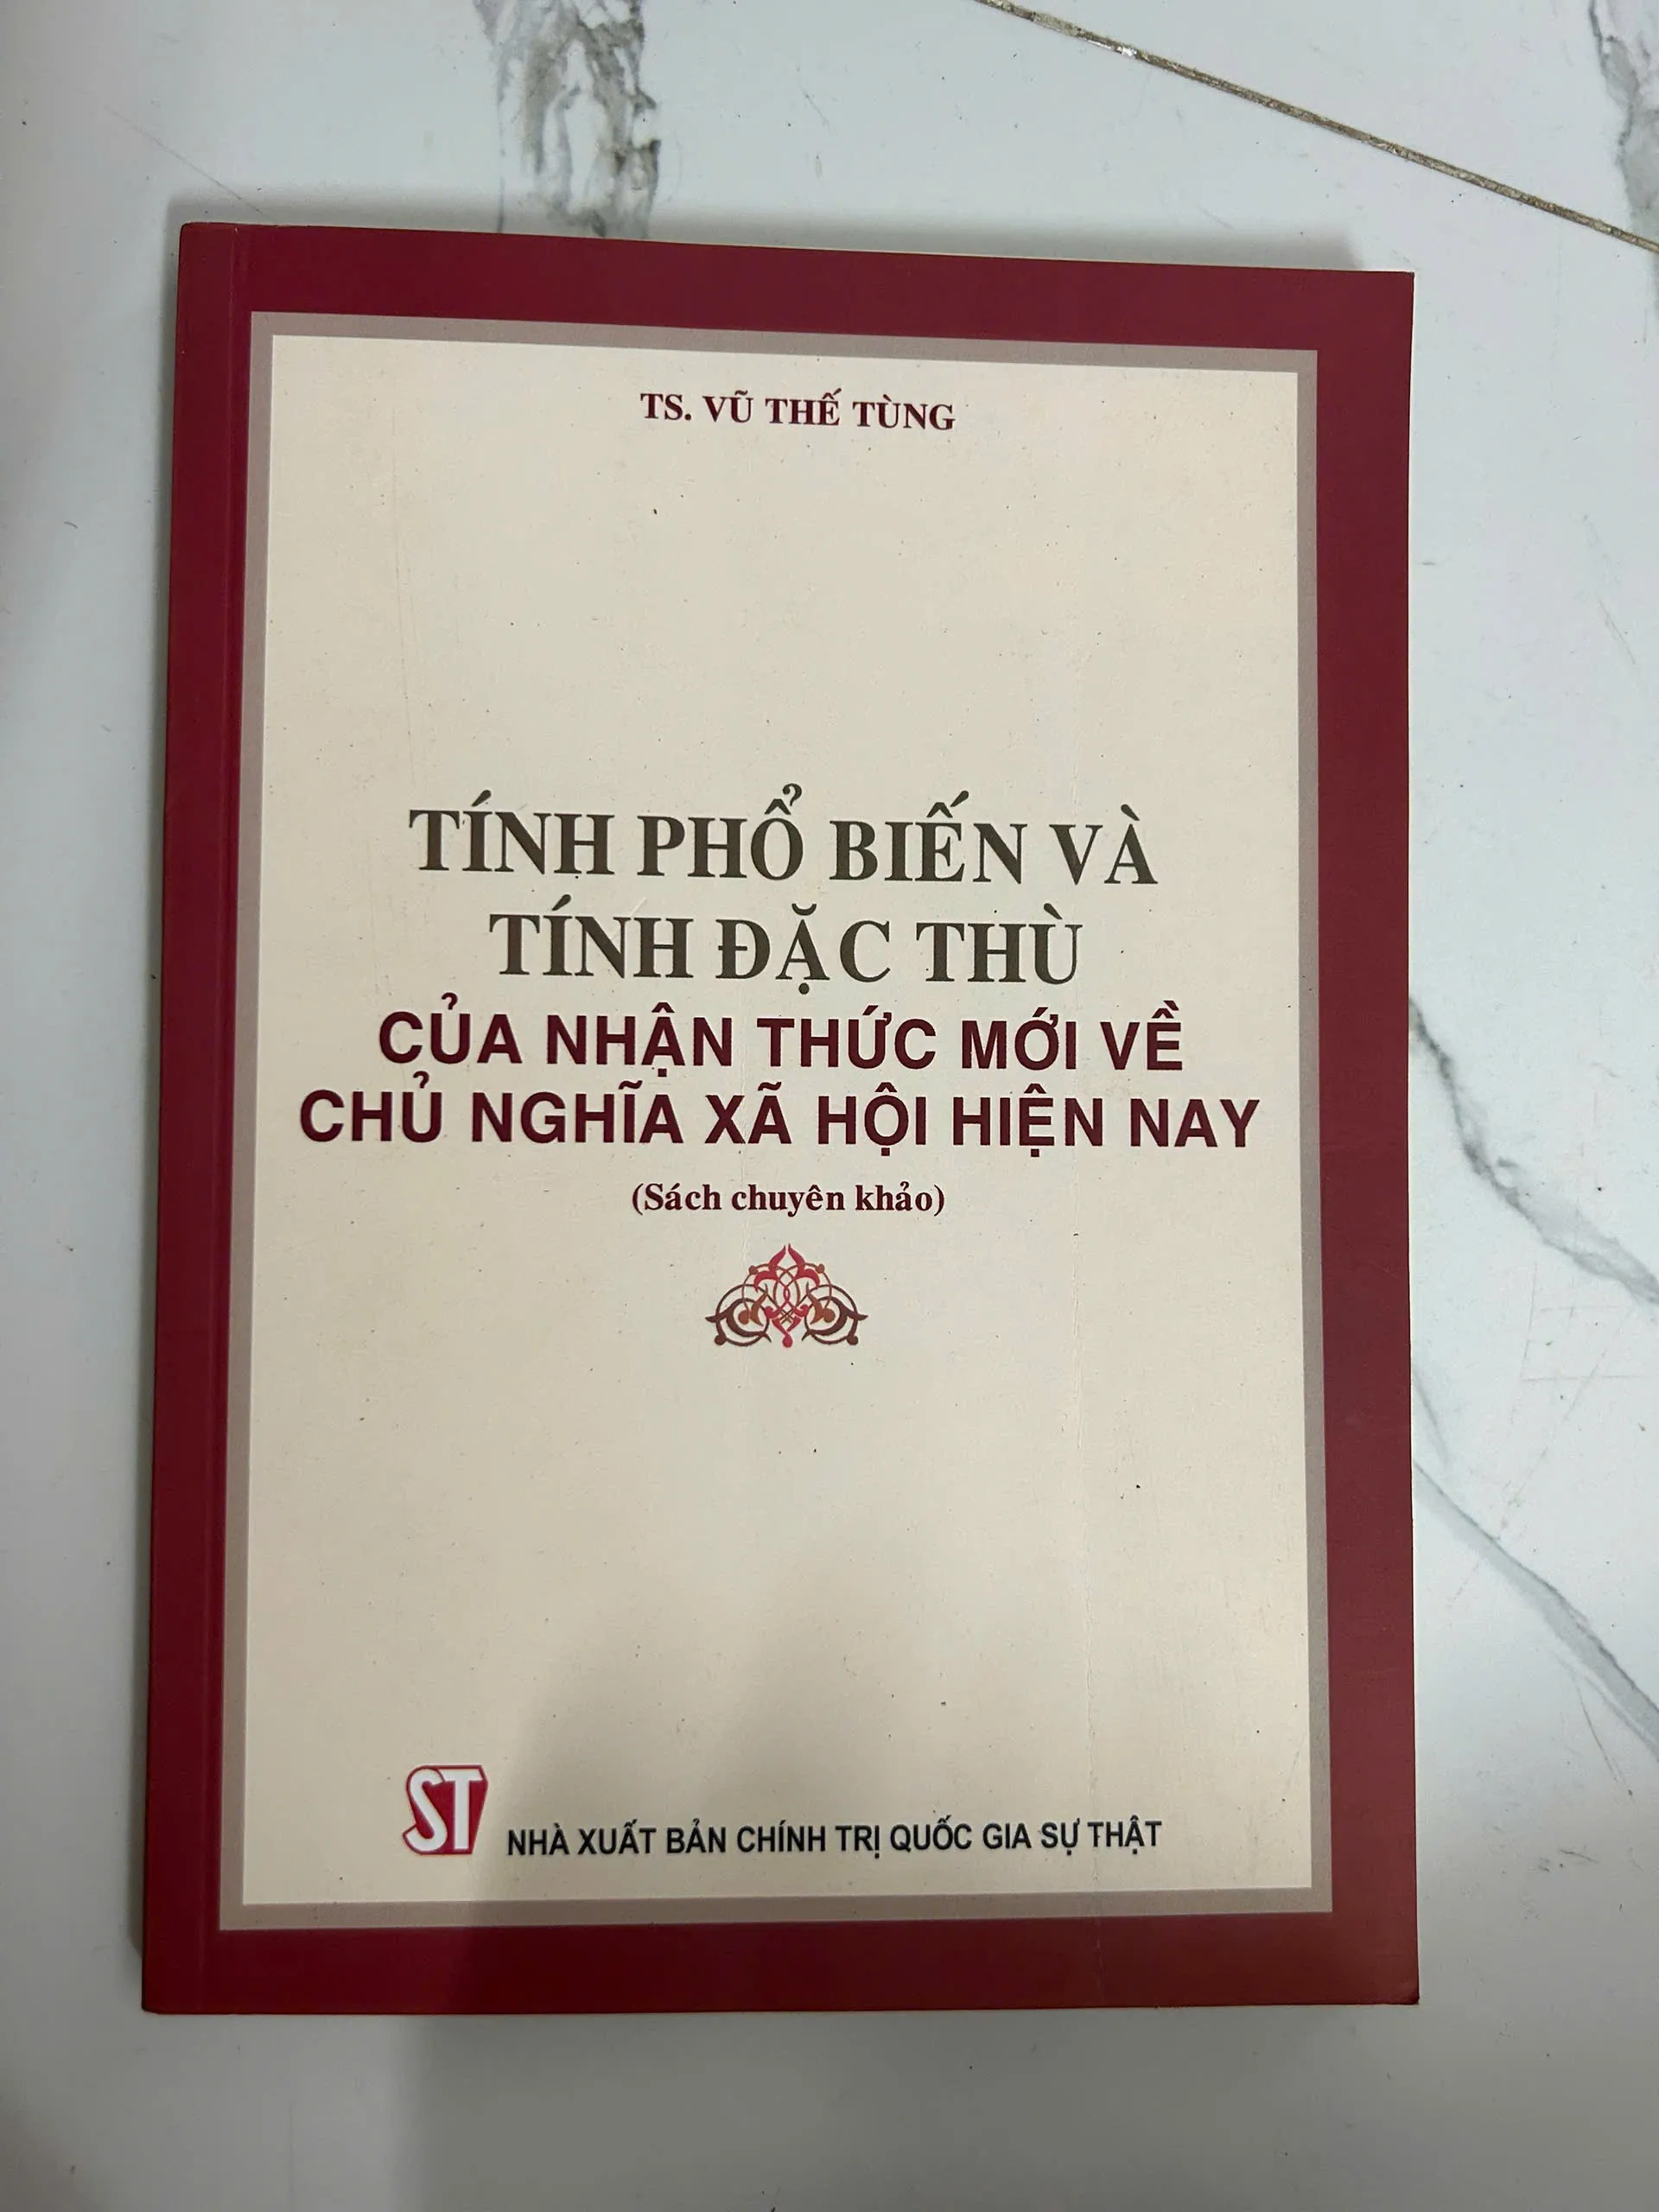 TS. VŨ THẾ TÙNG
TÍNH PHỔ BIẾN VÀ
TÍNH ĐẶC THÙ
CỦA NHẬN THỨC MỚI VỀ
CHỦ NGHĨA XÃ HỘI HIỆN NAY
(Sách chuyên khảo)
ST NHÀ XUẤT BẢN CHÍNH TRỊ QUỐC GIA SỰ THẬT